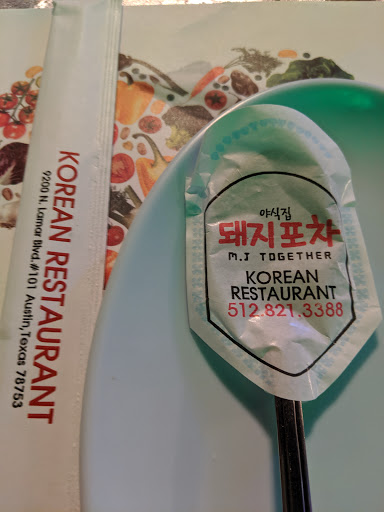 KOREAN RESTAURANT
9200 N. Lamar Blvd.#101 Austin,Texas 78753
야식집
돼지포차
M.J TOGETHER
KOREAN
RESTAURANT
512.821.3388